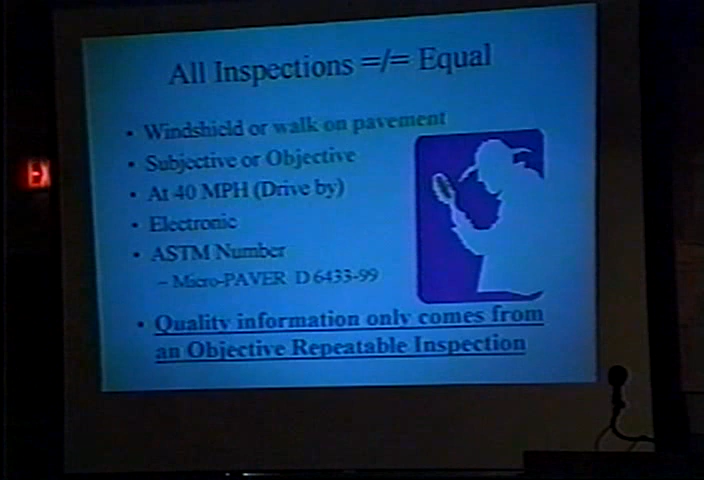 All Inspections =/= Equal
• Windshield or walk on pavement
• Subjective or Objective
• At 40 MPH (Drive by)
• Electronic
• ASTM Number
– Micro-PAVER D 6433-99
• Quality information only comes from
an Objective Repeatable Inspection
EX